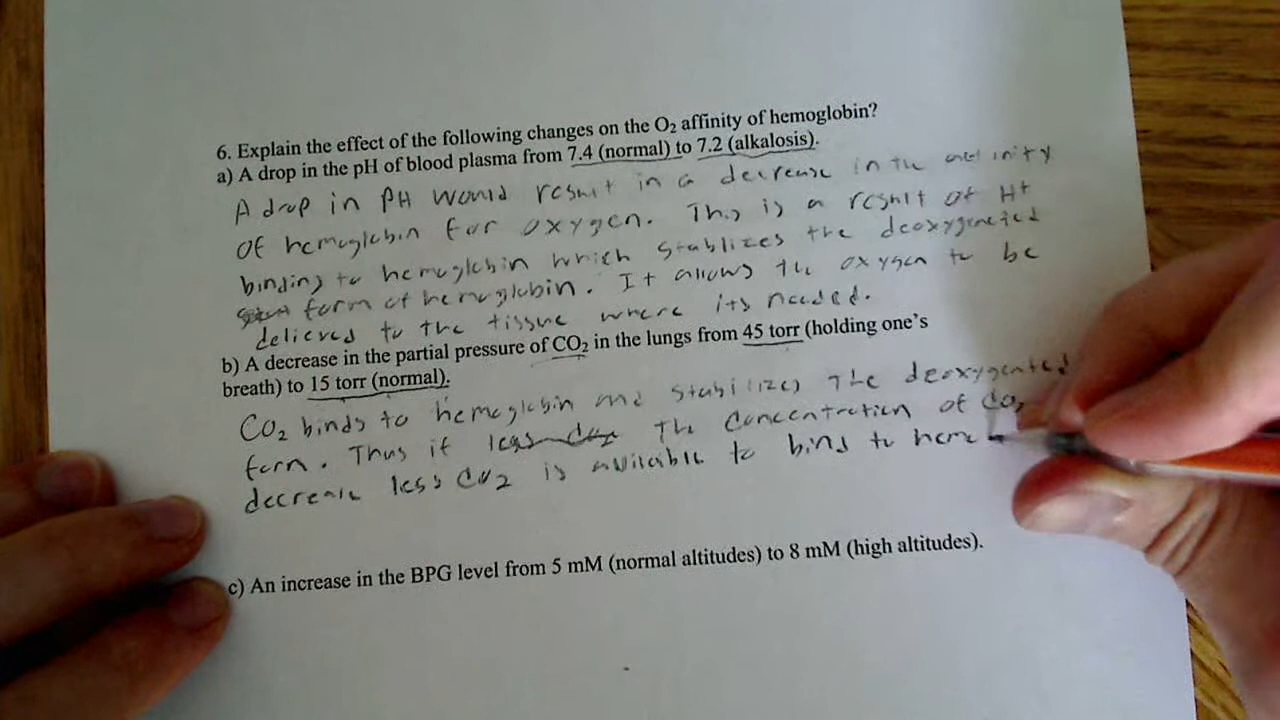 6. Explain the effect of the following changes on the O₂ affinity of hemoglobin?
a) A drop in the pH of blood plasma from 7.4 (normal) to 7.2 (alkalosis).
A drop in PH would result in a decrease in the
of hemoglobin for oxygen. This is a result of H+
binding to hemoglobin which stablizes the deoxygenated
form of hemoglobin. It allows the oxygen to be
delieved to the tissue where its needed.
b) A decrease in the partial pressure of CO₂ in the lungs from 45 torr (holding one's
breath) to 15 torr (normal).
CO₂ binds to hemoglobin and stabilizes The deoxygented
form. Thus if less The concentration of CO₂
decrease less CO₂ is available to bind to heme
c) An increase in the BPG level from 5 mM (normal altitudes) to 8 mM (high altitudes).